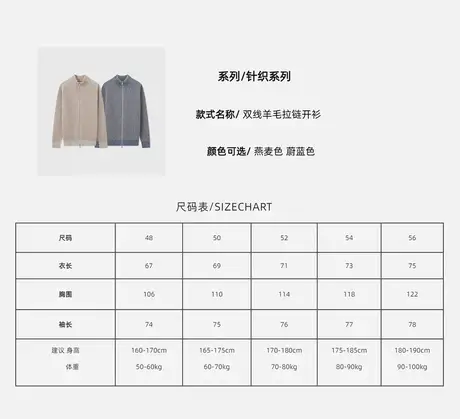 系列/针织系列
款式名称/ 双线羊毛拉链开衫
颜色可选/ 燕麦色 蔚蓝色
尺码表/SIZECHART
尺码 48 50 52 54 56
衣长 67 69 71 73 75
胸围 106 110 114 118 122
袖长 74 75 76 77 78
建议 身高 160-170cm 165-175cm 170-180cm 175-185cm 180-190cm
体重 50-60kg 60-70kg 70-80kg 80-90kg 90-100kg